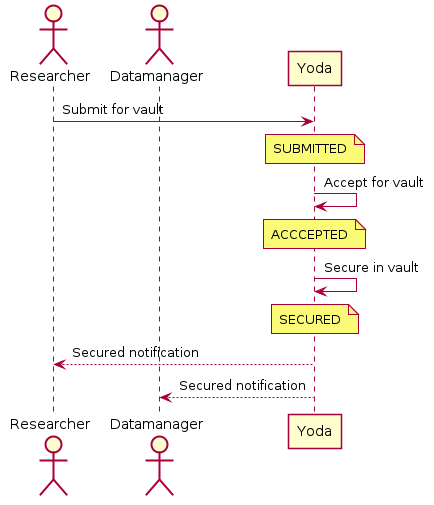 Researcher
Datamanager
Yoda
Submit for vault
SUBMITTED
Accept for vault
ACCCEPTED
Secure in vault
SECURED
Secured notification
Secured notification
Researcher
Datamanager
Yoda